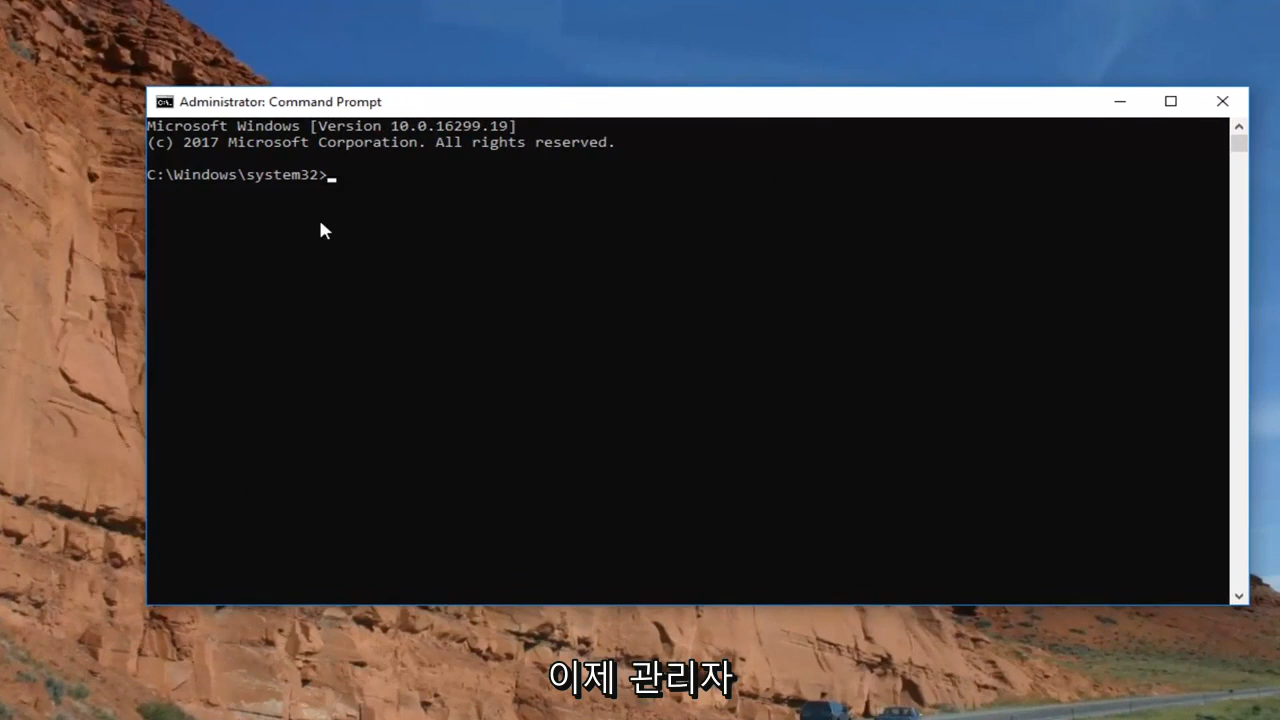 Administrator: Command Prompt
Microsoft Windows [Version 10.0.16299.19]
(c) 2017 Microsoft Corporation. All rights reserved.
C:\Windows\system32>
이제 관리자